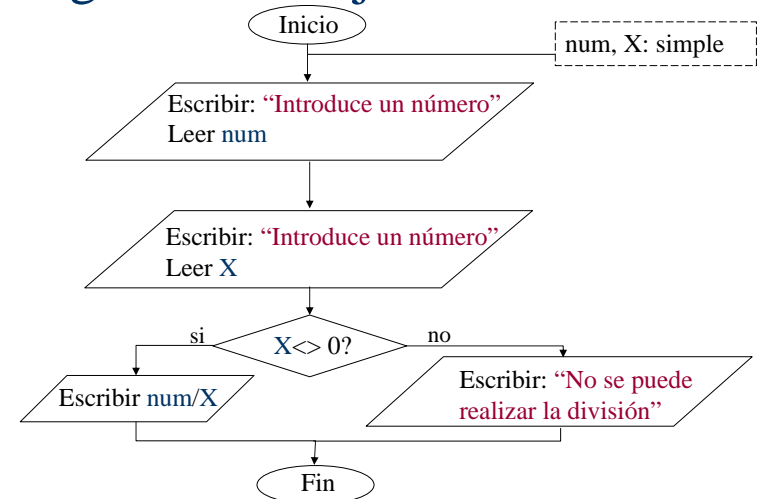 Inicio
num, X: simple
Escribir: “Introduce un número”
Leer num
Escribir: “Introduce un número”
Leer X
si
X<> 0?
no
Escribir num/X
Escribir: “No se puede
realizar la división”
Fin